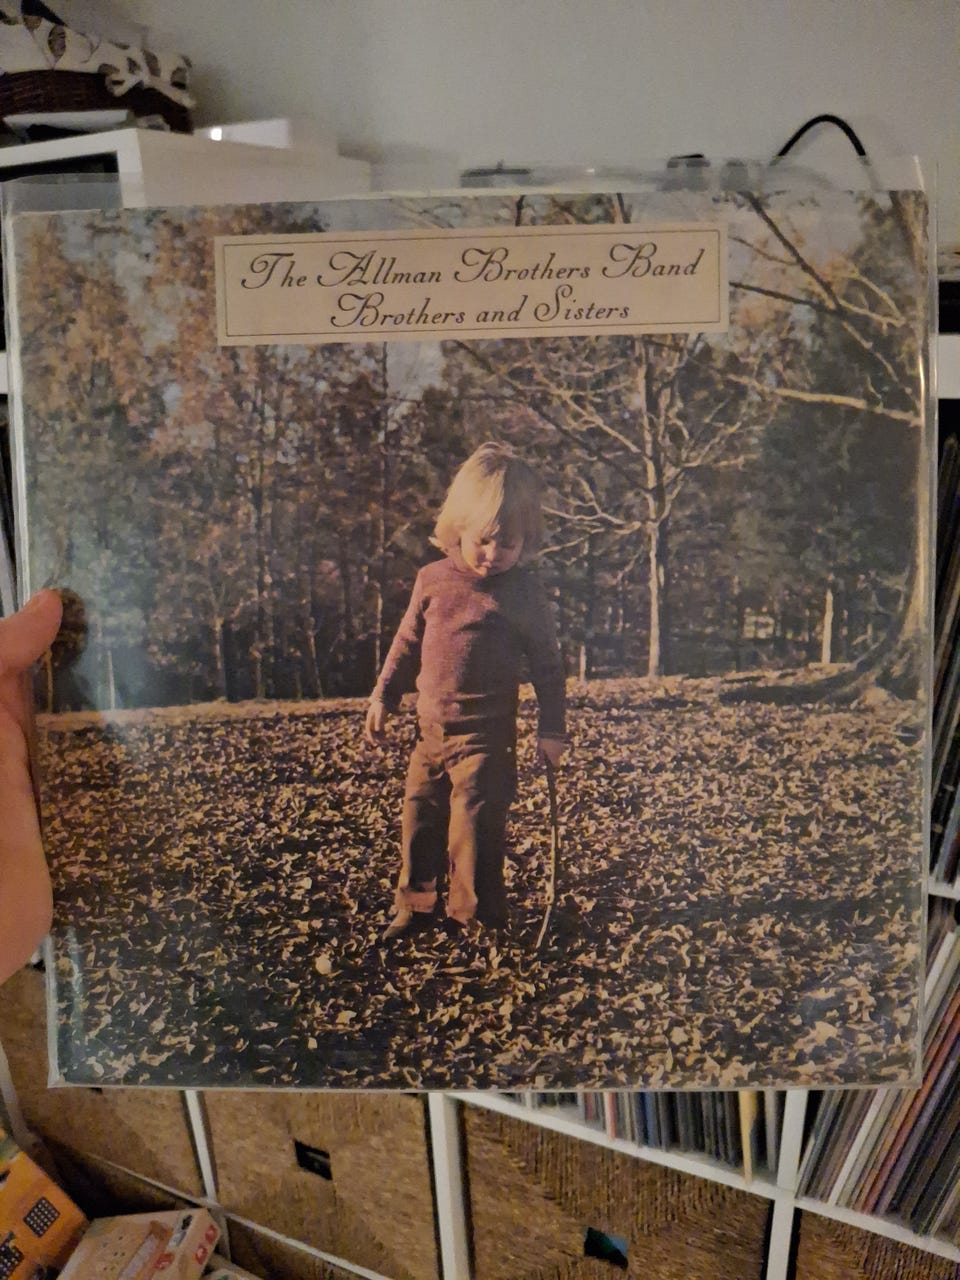 The Allman Brothers Band
Brothers and Sisters